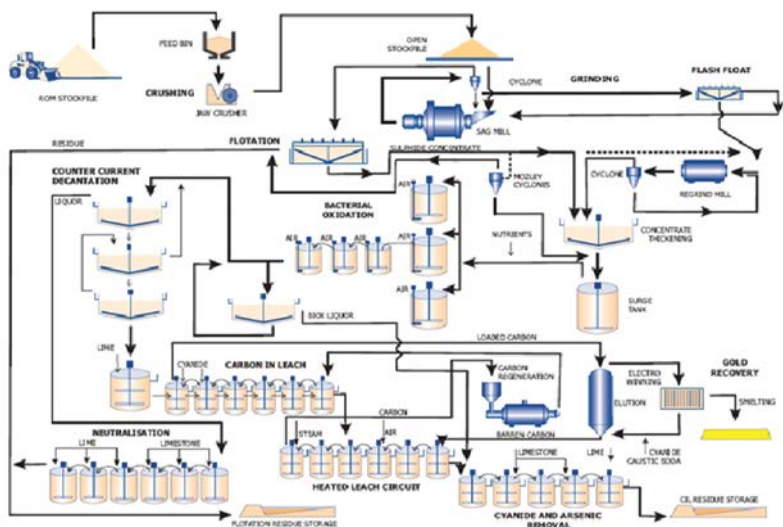 FEED BIN
OPEN
STOCKPILE
ROM STOCKPILE
CRUSHING
JAW CRUSHER
CYCLONE
GRINDING
FLASH FLOAT
SAG MILL
RESIDUE
FLOTATION
SULPHIDE CONCENTRATE
COUNTER CURRENT
DECANTATION
LIQUOR
MOZLEY
CYCLONES
CYCLONE
REGRIND MILL
AIR
BACTERIAL
OXIDATION
AIR
AIR
AIR
AIR
AIR
NUTRIENTS
CONCENTRATE
THICKENING
AIR
BIOX LIQUOR
SURGE
TANK
LIME
LOADED CARBON
CYANIDE
CARBON IN LEACH
CARBON
REGENERATION
ELECTRO
WINNING
GOLD
RECOVERY
ELUTION
SMELTING
CARBON
NEUTRALISATION
STEAM
AIR
BARREN CARBON
LIME
LIMESTONE
LIMESTONE
LIME
CYANIDE
CAUSTIC SODA
HEATED LEACH CIRCUIT
CYANIDE AND ARSENIC
REMOVAL
FLOTATION RESIDUE STORAGE
CIL RESIDUE STORAGE